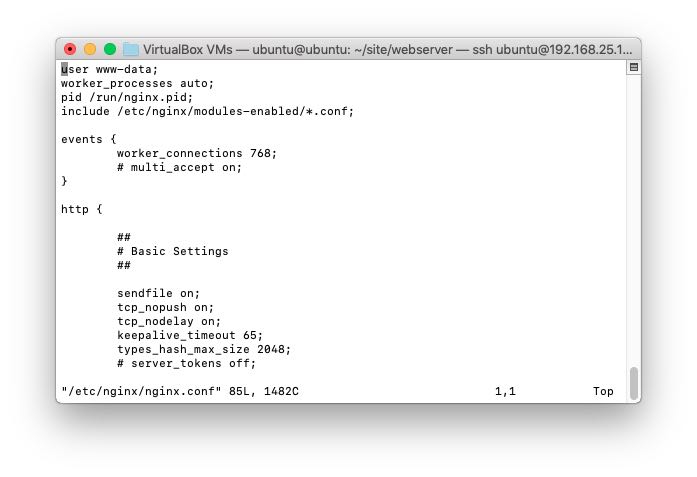 VirtualBox VMs — ubuntu@ubuntu: ~/site/webserver — ssh ubuntu@192.168.25.1...
user www-data;
worker_processes auto;
pid /run/nginx.pid;
include /etc/nginx/modules-enabled/*.conf;
events {
worker_connections 768;
# multi_accept on;
}
http {
##
# Basic Settings
##
sendfile on;
tcp_nopush on;
tcp_nodelay on;
keepalive_timeout 65;
types_hash_max_size 2048;
# server_tokens off;
"/etc/nginx/nginx.conf" 85L, 1482C 1,1 Top